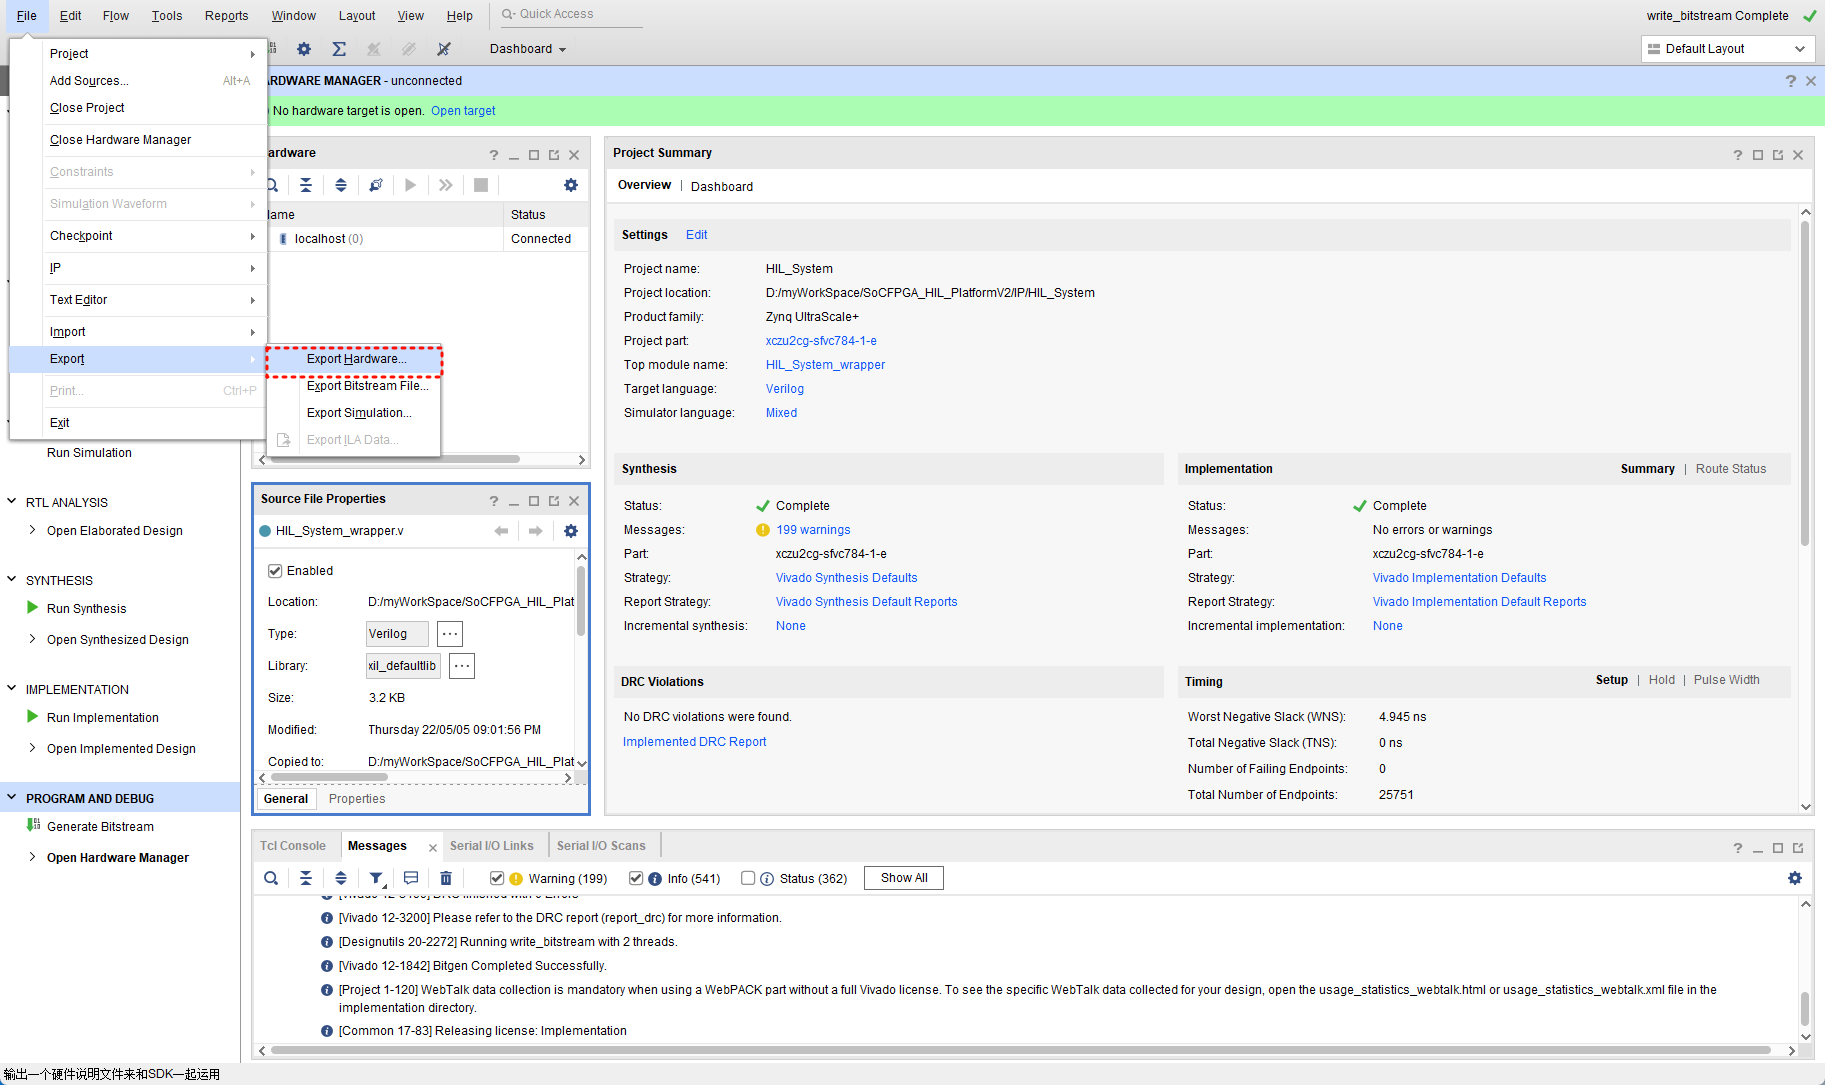 File Edit Flow Tools Reports Window Layout View Help Quick Access write_bitstream Complete
Dashboard Default Layout
Project
Add Sources... Alt+A
Close Project
Close Hardware Manager
Constraints
Simulation Waveform
Checkpoint
IP
Text Editor
Import
Export
Print... Ctrl+P
Exit
Export Hardware...
Export Bitstream File...
Export Simulation...
Export ILA Data...
MANAGER - unconnected
No hardware target is open. Open target
Run Simulation
RTL ANALYSIS
Open Elaborated Design
SYNTHESIS
Run Synthesis
Open Synthesized Design
IMPLEMENTATION
Run Implementation
Open Implemented Design
PROGRAM AND DEBUG
Generate Bitstream
Open Hardware Manager
ardware
ame Status
localhost (0) Connected
Source File Properties
HIL_System_wrapper.v
Enabled
Location: D:/myWorkSpace/SoCFPGA_HIL_Plat
Type: Verilog ...
Library: xil_defaultlib ...
Size: 3.2 KB
Modified: Thursday 22/05/05 09:01:56 PM
Copied to: D:/myWorkSpace/SoCFPGA_HIL_Plat
General Properties
Project Summary
Overview | Dashboard
Settings Edit
Project name: HIL_System
Project location: D:/myWorkSpace/SoCFPGA_HIL_PlatformV2/IP/HIL_System
Product family: Zynq UltraScale+
Project part: xczu2cg-sfvc784-1-e
Top module name: HIL_System_wrapper
Target language: Verilog
Simulator language: Mixed
Synthesis
Status: Complete
Messages: 199 warnings
Part: xczu2cg-sfvc784-1-e
Strategy: Vivado Synthesis Defaults
Report Strategy: Vivado Synthesis Default Reports
Incremental synthesis: None
Implementation Summary | Route Status
Status: Complete
Messages: No errors or warnings
Part: xczu2cg-sfvc784-1-e
Strategy: Vivado Implementation Defaults
Report Strategy: Vivado Implementation Default Reports
Incremental implementation: None
DRC Violations
No DRC violations were found.
Implemented DRC Report
Timing Setup | Hold | Pulse Width
Worst Negative Slack (WNS): 4.945 ns
Total Negative Slack (TNS): 0 ns
Number of Failing Endpoints: 0
Total Number of Endpoints: 25751
Tcl Console Messages Serial I/O Links Serial I/O Scans
Warning (199) Info (541) Status (362) Show All
[Vivado 12-3200] Please refer to the DRC report (report_drc) for more information.
[Designutils 20-2272] Running write_bitstream with 2 threads.
[Vivado 12-1842] Bitgen Completed Successfully.
[Project 1-120] WebTalk data collection is mandatory when using a WebPACK part without a full Vivado license. To see the specific WebTalk data collected for your design, open the usage_statistics_webtalk.html or usage_statistics_webtalk.xml file in the
implementation directory.
[Common 17-83] Releasing license: Implementation
输出一个硬件说明文件来和SDK一起运用